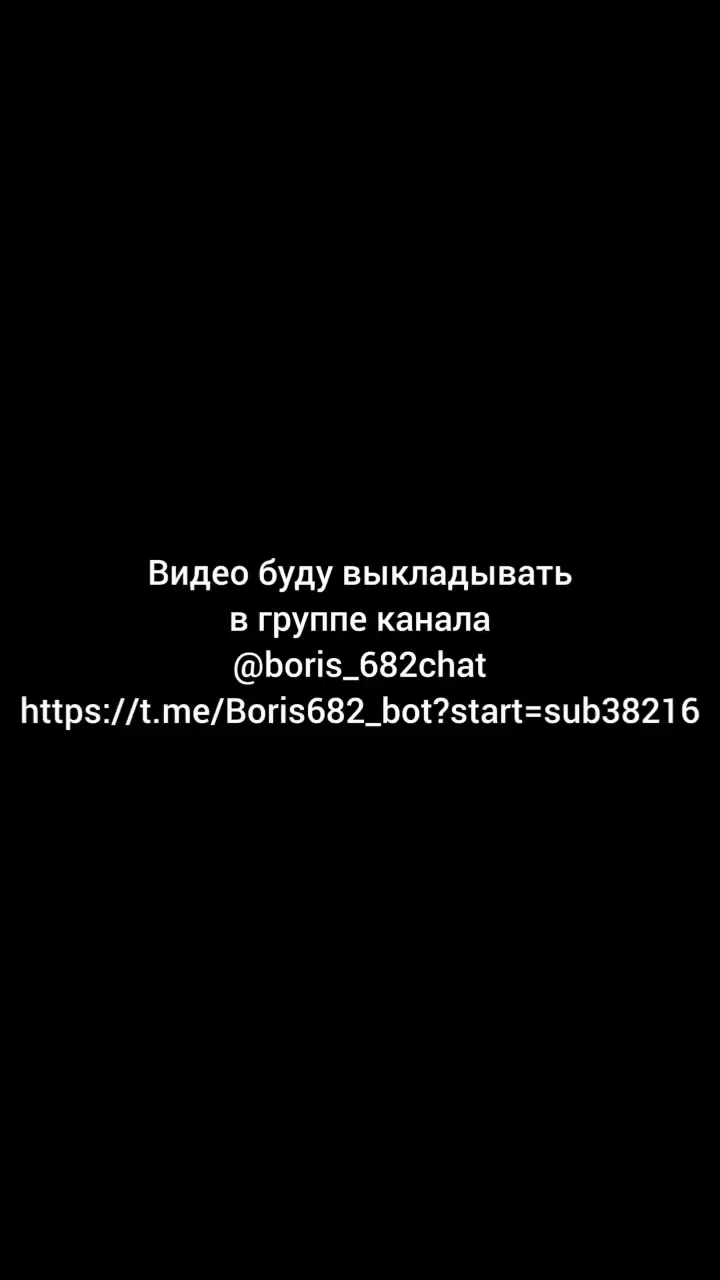 Видео буду выкладывать
в группе канала
@boris_682chat
https://t.me/Boris682_bot?start=sub38216